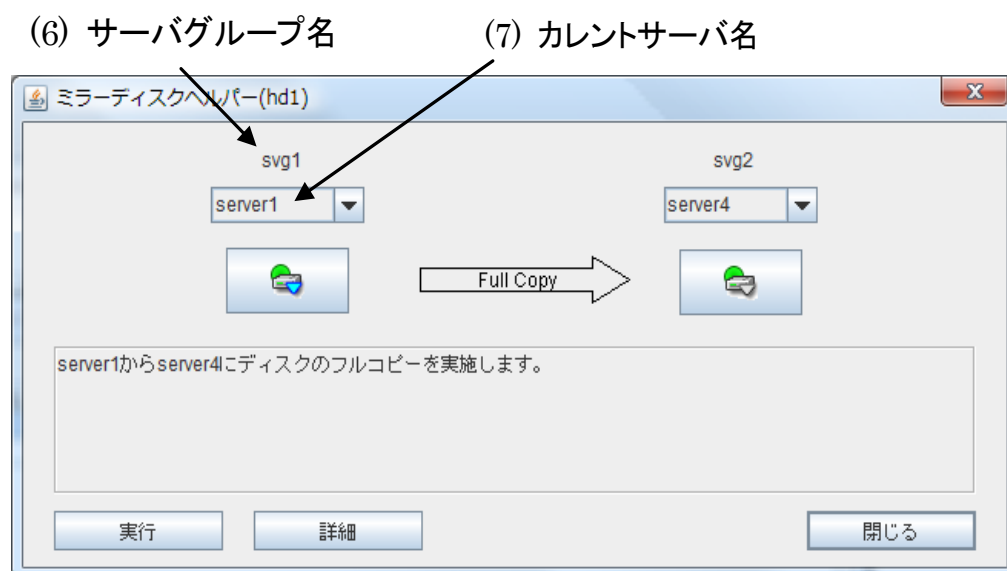 (6) サーバグループ名
(7) カレントサーバ名
ミラーディスクヘルパー(hd1)
svg1
svg2
server1
server4
Full Copy
server1からserver4にディスクのフルコピーを実施します。
実行
詳細
閉じる